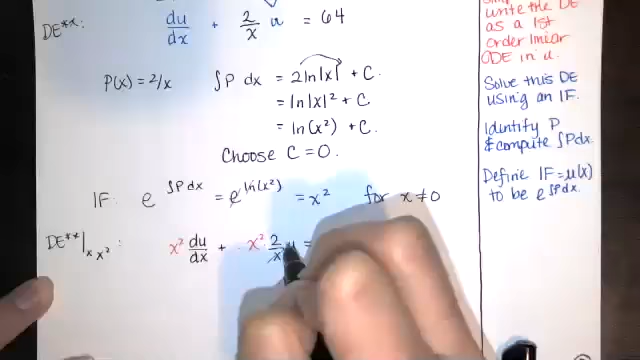 DE**: du/dx + 2/x u = 64
P(x) = 2/x ∫P dx = 2 ln|x| + C
= ln|x|² + C
= ln(x²) + C.
Choose C = 0.
IF: e^∫P dx = e^ln(x²) = x² for x ≠ 0
DE**|ₓ ₓ² : x² du/dx + x² 2/x u =
write the DE
as a 1st
order linear
ODE in u.
Solve this DE
using an IF.
Identify P
& compute ∫Pdx.
Define IF = μ(x)
to be e^∫Pdx.